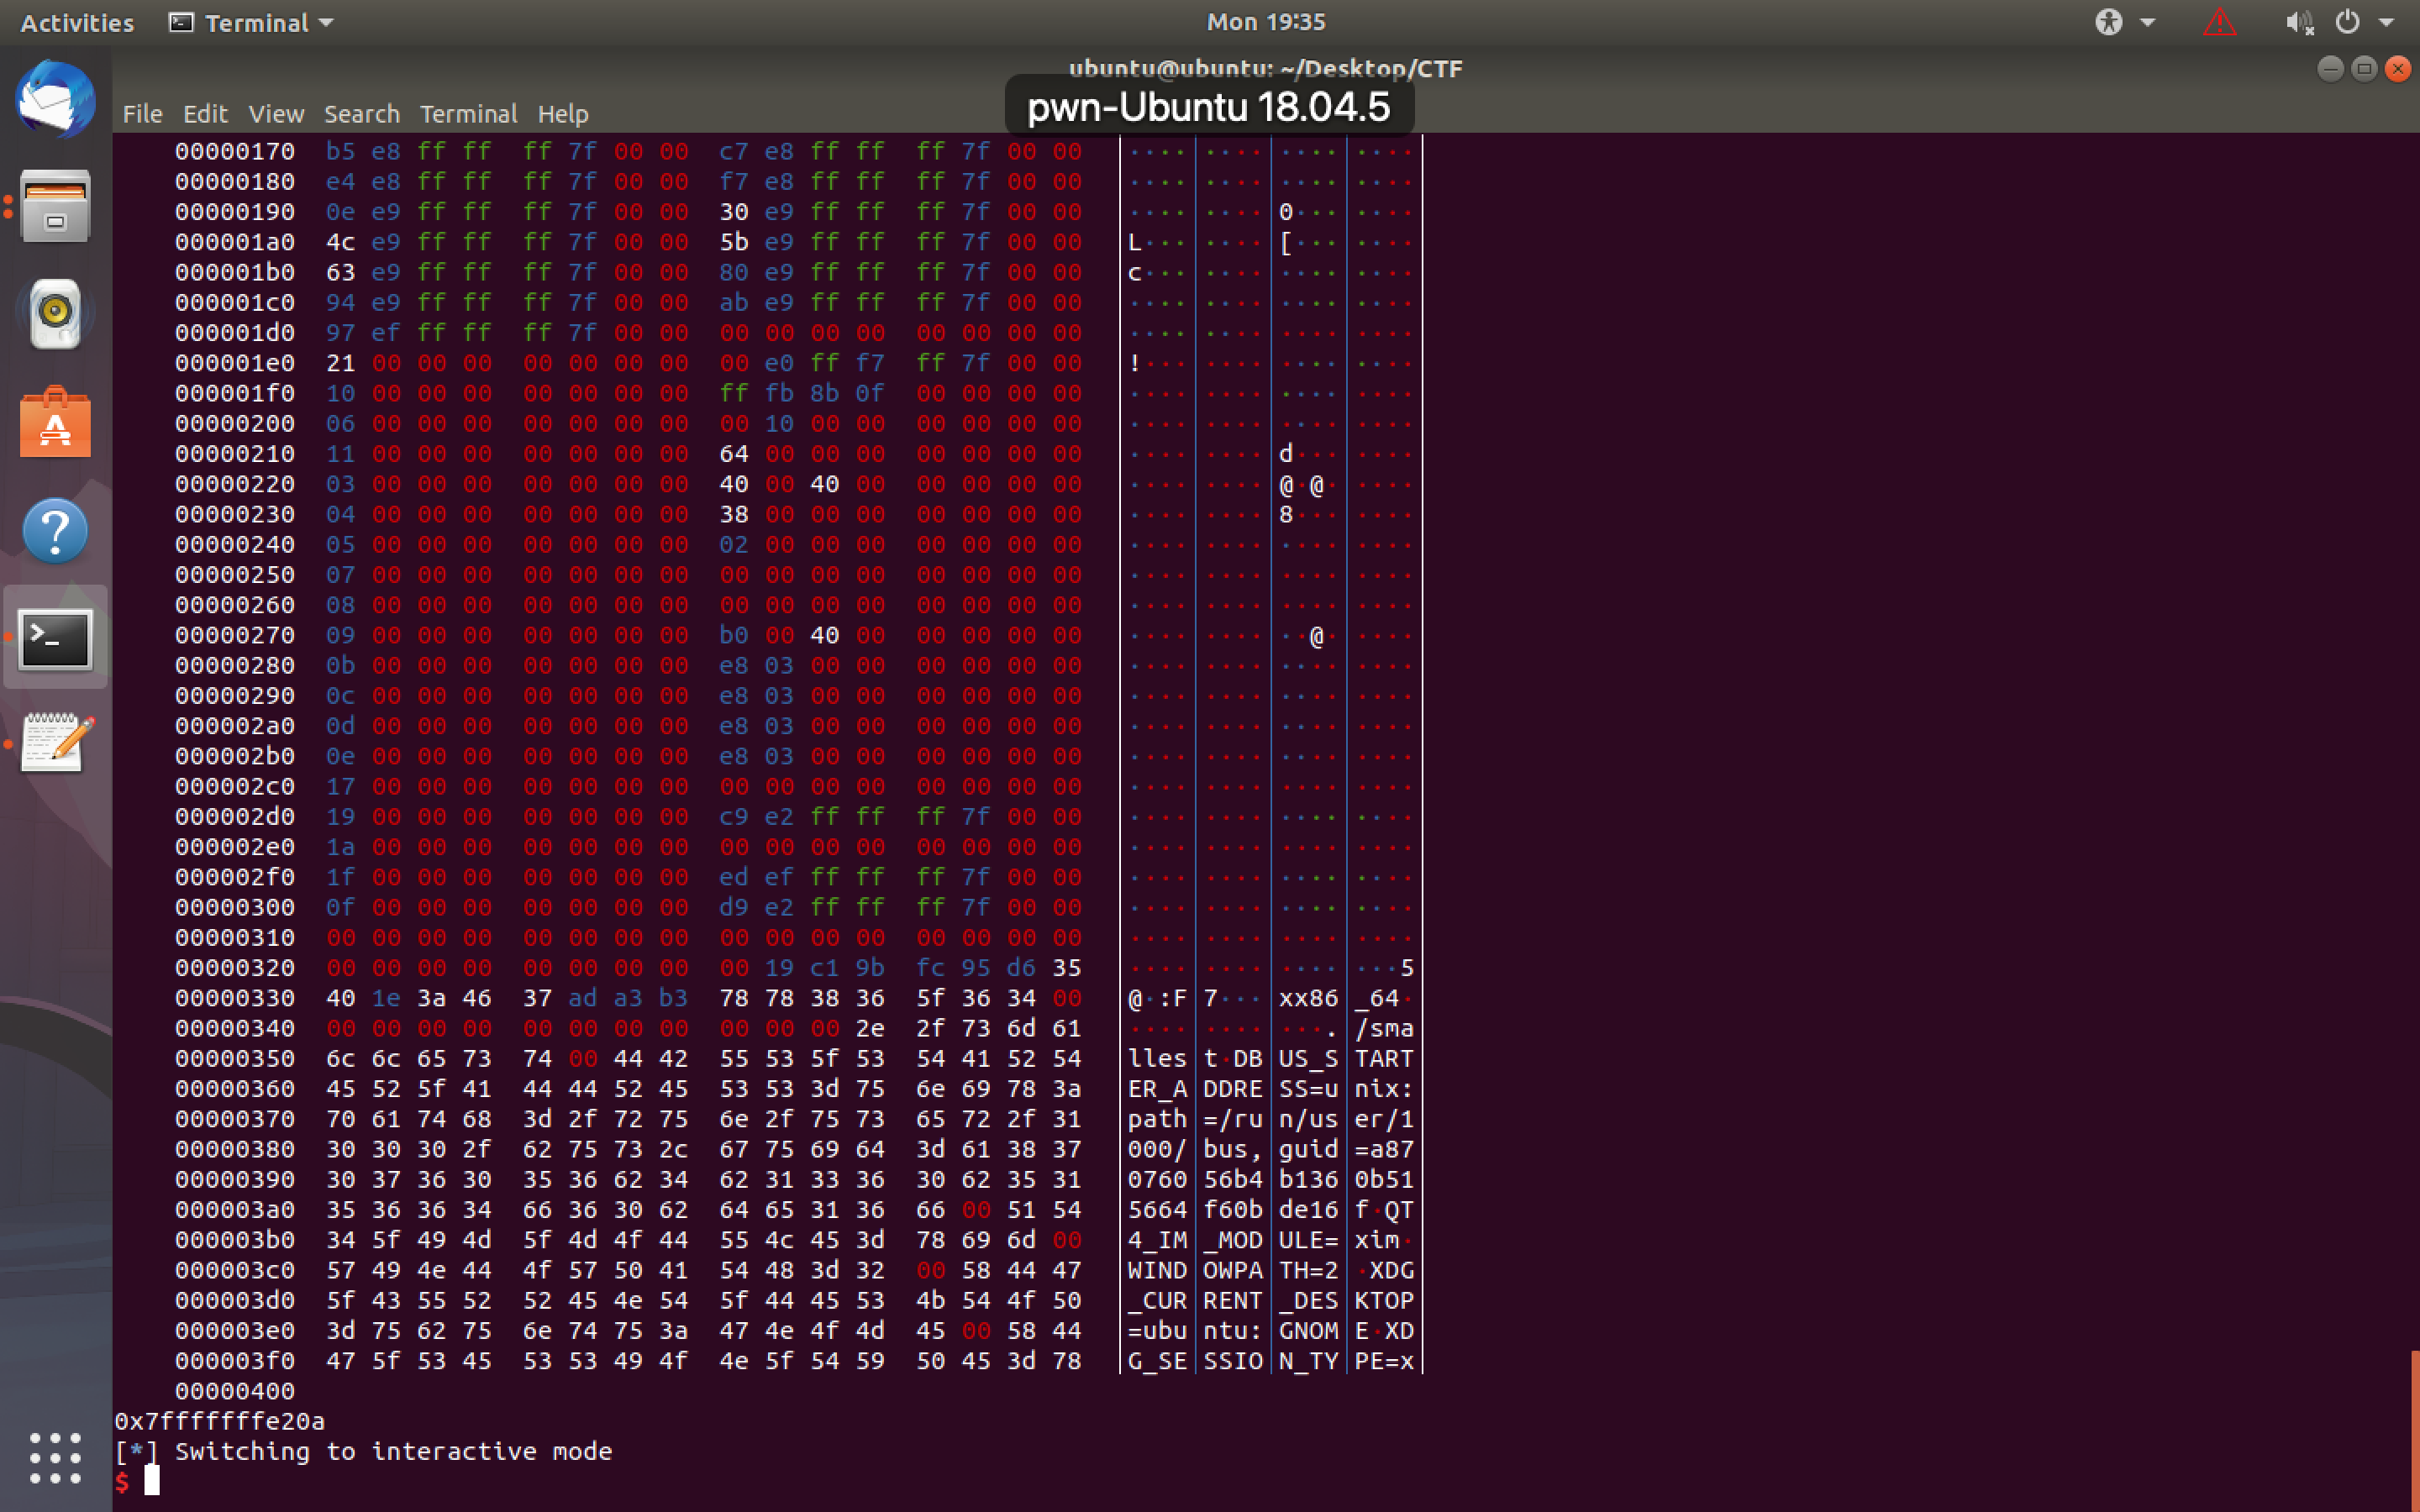 Activities Terminal Mon 19:35
ubuntu@ubuntu: ~/Desktop/CTF
pwn-Ubuntu 18.04.5
File Edit View Search Terminal Help
00000170 b5 e8 ff ff ff 7f 00 00 c7 e8 ff ff ff 7f 00 00 │····│····│····│····│
00000180 e4 e8 ff ff ff 7f 00 00 f7 e8 ff ff ff 7f 00 00 │····│····│····│····│
00000190 0e e9 ff ff ff 7f 00 00 30 e9 ff ff ff 7f 00 00 │····│····│0···│····│
000001a0 4c e9 ff ff ff 7f 00 00 5b e9 ff ff ff 7f 00 00 │L···│····│[···│····│
000001b0 63 e9 ff ff ff 7f 00 00 80 e9 ff ff ff 7f 00 00 │c···│····│····│····│
000001c0 94 e9 ff ff ff 7f 00 00 ab e9 ff ff ff 7f 00 00 │····│····│····│····│
000001d0 97 ef ff ff ff 7f 00 00 00 00 00 00 00 00 00 00 │····│····│····│····│
000001e0 21 00 00 00 00 00 00 00 00 e0 ff f7 ff 7f 00 00 │!···│····│····│····│
000001f0 10 00 00 00 00 00 00 00 ff fb 8b 0f 00 00 00 00 │····│····│····│····│
00000200 06 00 00 00 00 00 00 00 00 10 00 00 00 00 00 00 │····│····│····│····│
00000210 11 00 00 00 00 00 00 00 64 00 00 00 00 00 00 00 │····│····│d···│····│
00000220 03 00 00 00 00 00 00 00 40 00 40 00 00 00 00 00 │····│····│@·@·│····│
00000230 04 00 00 00 00 00 00 00 38 00 00 00 00 00 00 00 │····│····│8···│····│
00000240 05 00 00 00 00 00 00 00 02 00 00 00 00 00 00 00 │····│····│····│····│
00000250 07 00 00 00 00 00 00 00 00 00 00 00 00 00 00 00 │····│····│····│····│
00000260 08 00 00 00 00 00 00 00 00 00 00 00 00 00 00 00 │····│····│····│····│
00000270 09 00 00 00 00 00 00 00 b0 00 40 00 00 00 00 00 │····│····│··@·│····│
00000280 0b 00 00 00 00 00 00 00 e8 03 00 00 00 00 00 00 │····│····│····│····│
00000290 0c 00 00 00 00 00 00 00 e8 03 00 00 00 00 00 00 │····│····│····│····│
000002a0 0d 00 00 00 00 00 00 00 e8 03 00 00 00 00 00 00 │····│····│····│····│
000002b0 0e 00 00 00 00 00 00 00 e8 03 00 00 00 00 00 00 │····│····│····│····│
000002c0 17 00 00 00 00 00 00 00 00 00 00 00 00 00 00 00 │····│····│····│····│
000002d0 19 00 00 00 00 00 00 00 c9 e2 ff ff ff 7f 00 00 │····│····│····│····│
000002e0 1a 00 00 00 00 00 00 00 00 00 00 00 00 00 00 00 │····│····│····│····│
000002f0 1f 00 00 00 00 00 00 00 ed ef ff ff ff 7f 00 00 │····│····│····│····│
00000300 0f 00 00 00 00 00 00 00 d9 e2 ff ff ff 7f 00 00 │····│····│····│····│
00000310 00 00 00 00 00 00 00 00 00 00 00 00 00 00 00 00 │····│····│····│····│
00000320 00 00 00 00 00 00 00 00 00 19 c1 9b fc 95 d6 35 │····│····│····│···5│
00000330 40 1e 3a 46 37 ad a3 b3 78 78 38 36 5f 36 34 00 │@·:F│7···│xx86│_64·│
00000340 00 00 00 00 00 00 00 00 00 00 00 2e 2f 73 6d 61 │····│····│···.│/sma│
00000350 6c 6c 65 73 74 00 44 42 55 53 5f 53 54 41 52 54 │lles│t·DB│US_S│TART│
00000360 45 52 5f 41 44 44 52 45 53 53 3d 75 6e 69 78 3a │ER_A│DDRE│SS=u│nix:│
00000370 70 61 74 68 3d 2f 72 75 6e 2f 75 73 65 72 2f 31 │path│=/ru│n/us│er/1│
00000380 30 30 30 2f 62 75 73 2c 67 75 69 64 3d 61 38 37 │000/│bus,│guid│=a87│
00000390 30 37 36 30 35 36 62 34 62 31 33 36 30 62 35 31 │0760│56b4│b136│0b51│
000003a0 35 36 36 34 66 36 30 62 64 65 31 36 66 00 51 54 │5664│f60b│de16│f·QT│
000003b0 34 5f 49 4d 5f 4d 4f 44 55 4c 45 3d 78 69 6d 00 │4_IM│_MOD│ULE=│xim·│
000003c0 57 49 4e 44 4f 57 50 41 54 48 3d 32 00 58 44 47 │WIND│OWPA│TH=2│·XDG│
000003d0 5f 43 55 52 52 45 4e 54 5f 44 45 53 4b 54 4f 50 │_CUR│RENT│_DES│KTOP│
000003e0 3d 75 62 75 6e 74 75 3a 47 4e 4f 4d 45 00 58 44 │=ubu│ntu:│GNOM│E·XD│
000003f0 47 5f 53 45 53 53 49 4f 4e 5f 54 59 50 45 3d 78 │G_SE│SSIO│N_TY│PE=x│
00000400
0x7fffffffe20a
[*] Switching to interactive mode
$